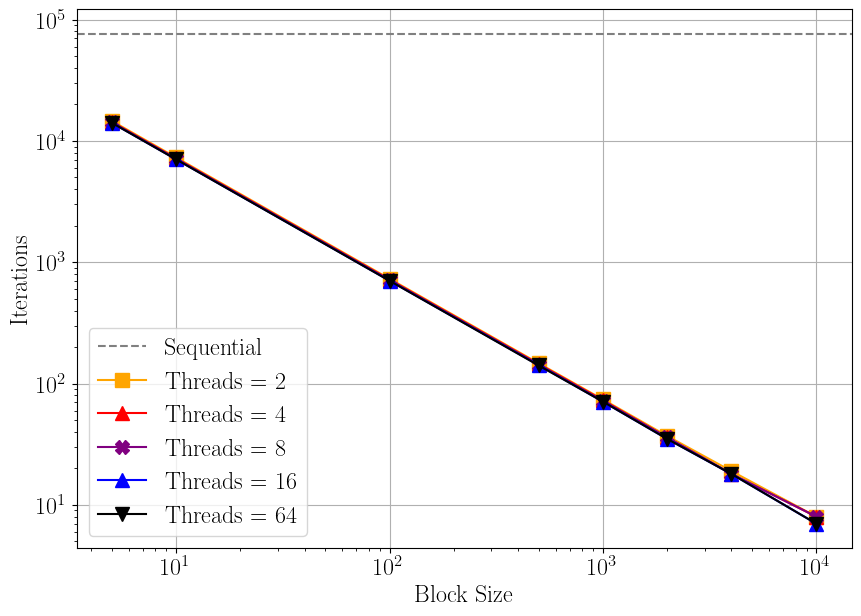 10^5
10^4
10^3
10^2
10^1
Iterations
Sequential
Threads = 2
Threads = 4
Threads = 8
Threads = 16
Threads = 64
10^1
10^2
10^3
10^4
Block Size